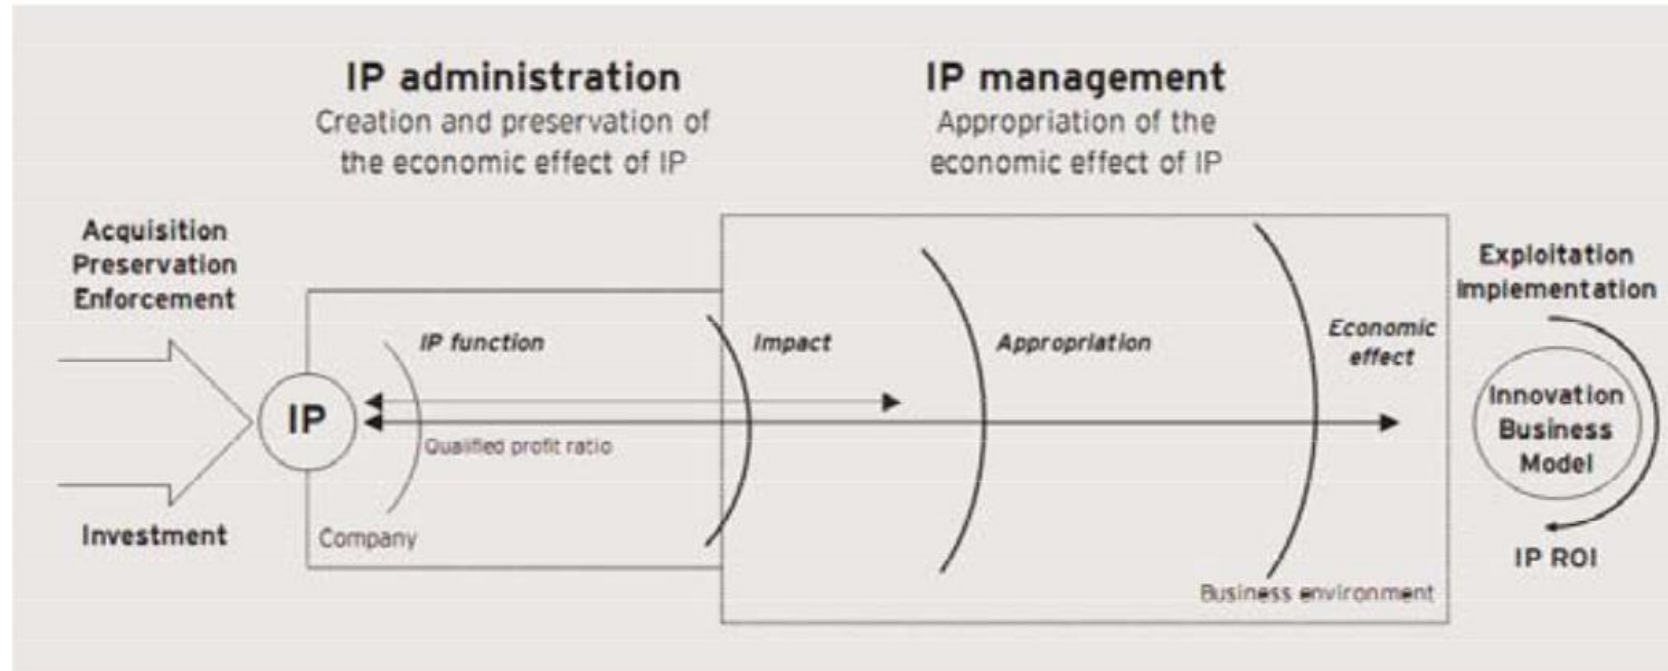 IP administration
Creation and preservation of
the economic effect of IP
IP management
Appropriation of the
economic effect of IP
Acquisition
Preservation
Enforcement
Investment
IP
IP function
Qualified profit ratio
Company
Impact
Appropriation
Economic
effect
Business environment
Exploitation
Implementation
Innovation
Business
Model
IP ROI